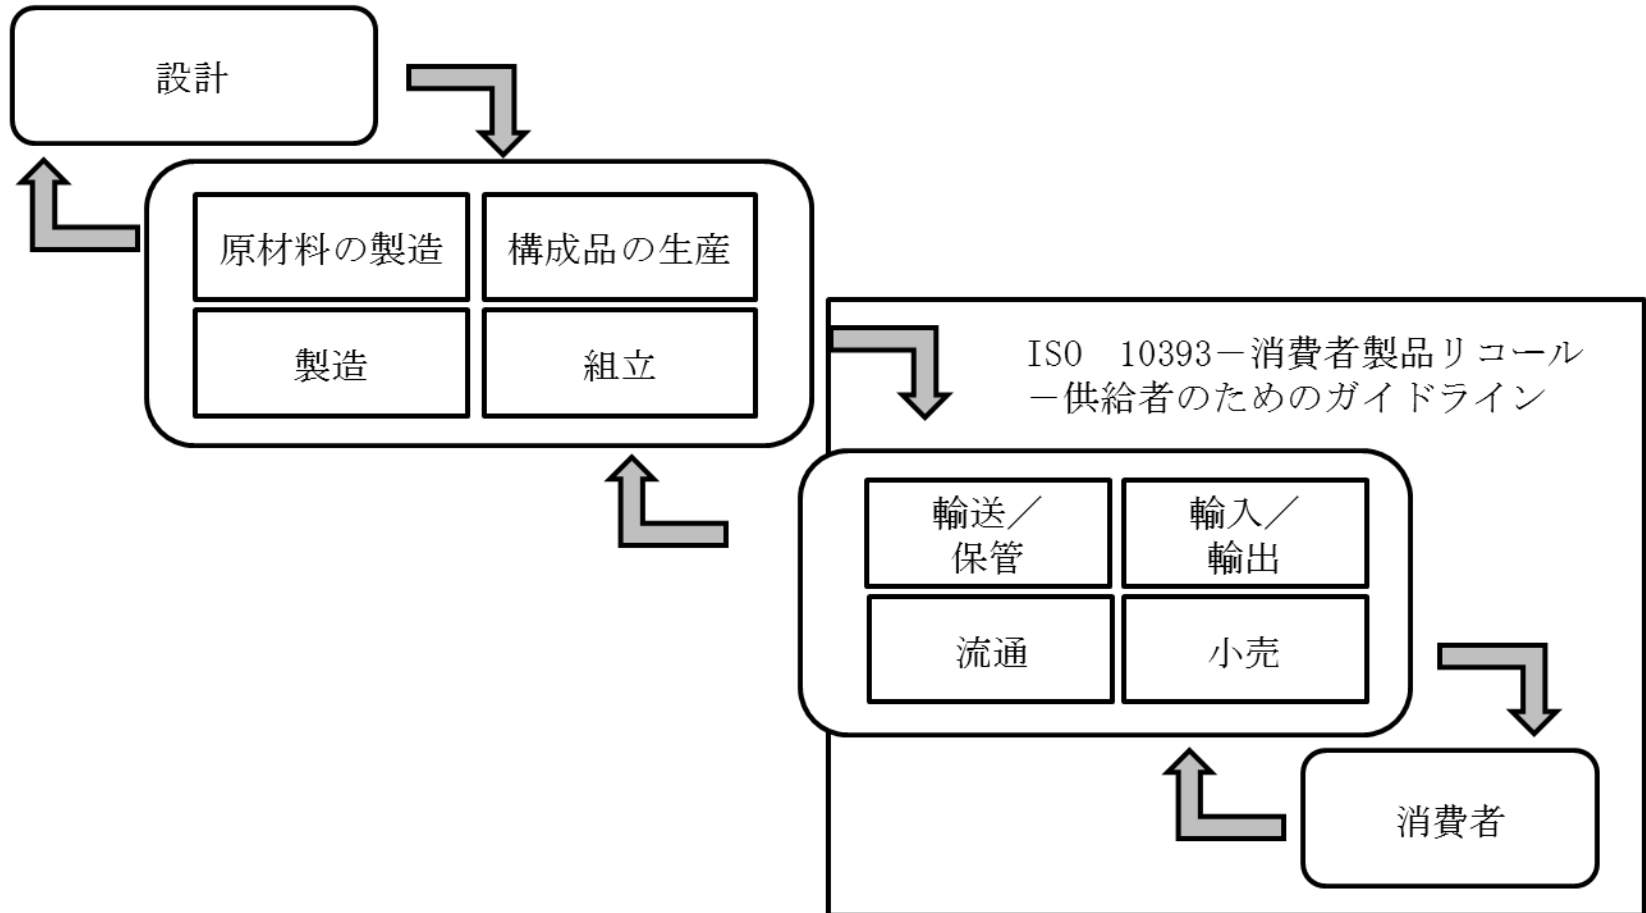 設計
原材料の製造
構成品の生産
製造
組立
ISO　10393－消費者製品リコール
－供給者のためのガイドライン
輸送／
保管
輸入／
輸出
流通
小売
消費者